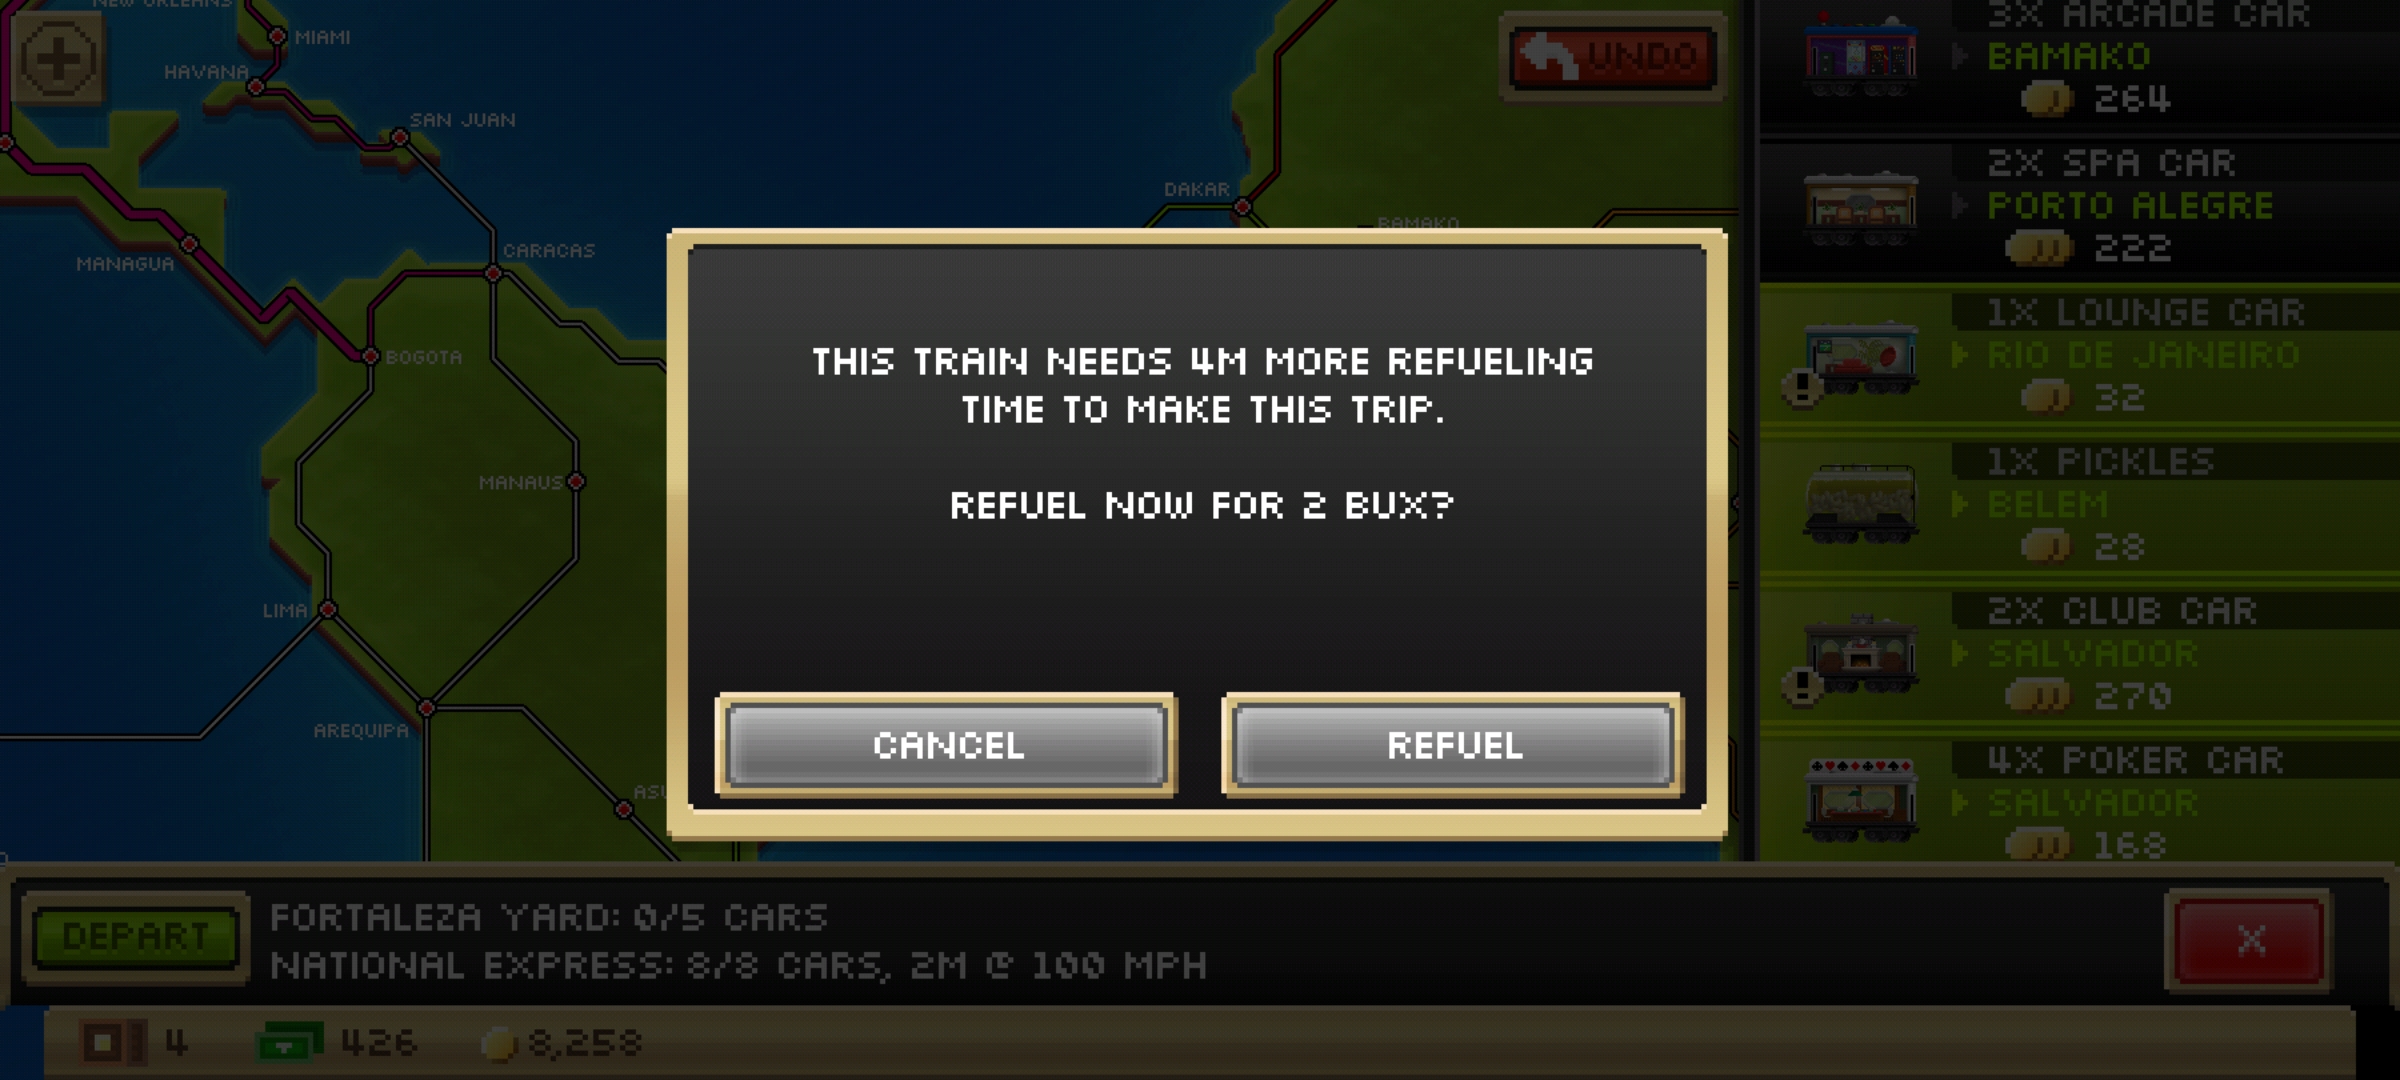 NEW ORLEANS
MIAMI
HAVANA
SAN JUAN
CARACAS
MANAGUA
BOGOTA
MANAUS
LIMA
AREQUIPA
DAKAR
BAMAKO
UNDO
THIS TRAIN NEEDS 4M MORE REFUELING
TIME TO MAKE THIS TRIP.
REFUEL NOW FOR 2 BUX?
CANCEL
REFUEL
3X ARCADE CAR
BAMAKO
264
2X SPA CAR
PORTO ALEGRE
222
1X LOUNGE CAR
RIO DE JANEIRO
32
1X PICKLES
BELEM
28
2X CLUB CAR
SALVADOR
270
4X POKER CAR
SALVADOR
168
DEPART
FORTALEZA YARD: 0/5 CARS
NATIONAL EXPRESS: 8/8 CARS, 2M @ 100 MPH
X
4
426
8,258